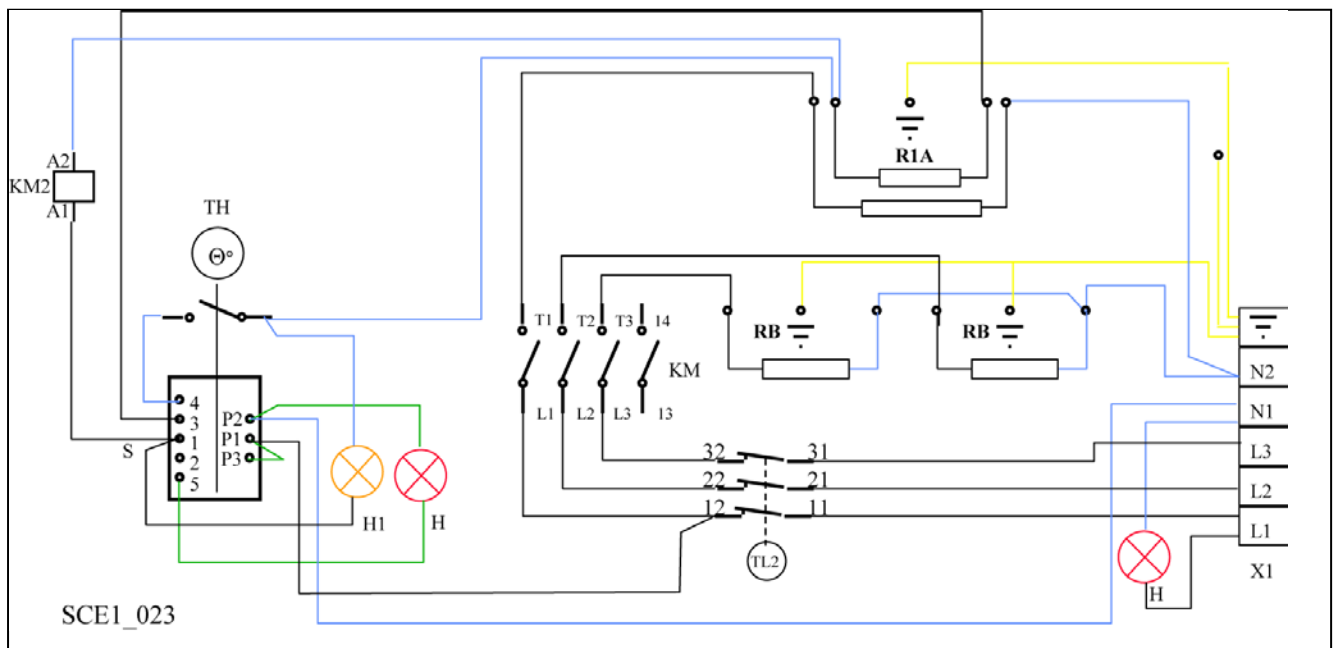 R1A
A2
KM2
A1
TH
Θ°
T1 T2 T3 14
KM
L1 L2 L3 13
RB
RB
4
3
1
2
5
P2
P1
P3
S
H1
H
32 31
22 21
12 11
TL2
H
N2
N1
L3
L2
L1
X1
SCE1_023